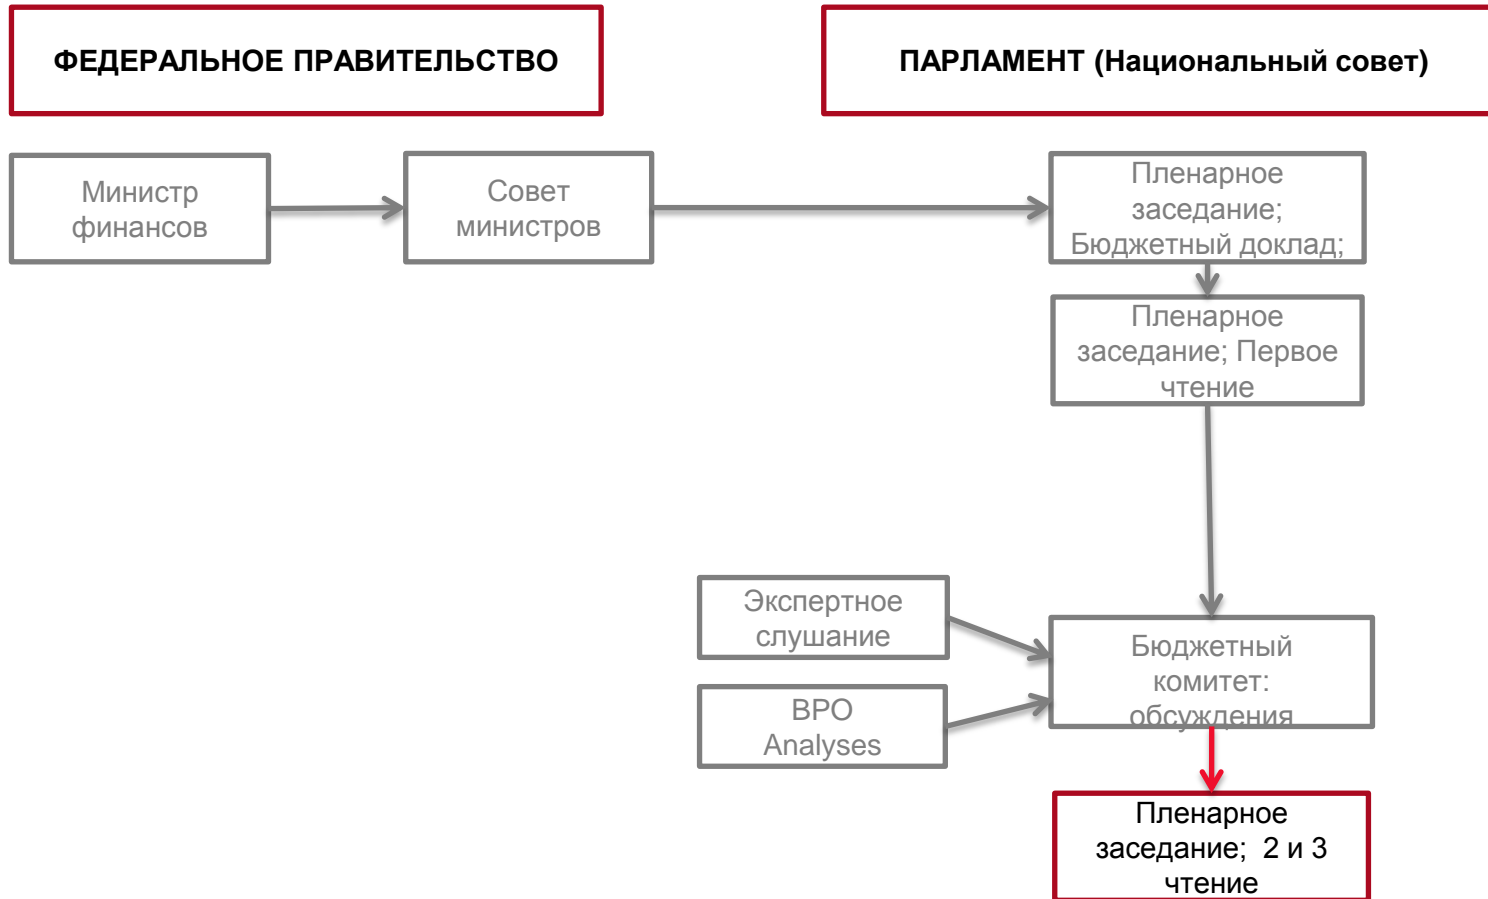 ФЕДЕРАЛЬНОЕ ПРАВИТЕЛЬСТВО
ПАРЛАМЕНТ (Национальный совет)
Министр
финансов
Совет
министров
Пленарное
заседание;
Бюджетный доклад;
Пленарное
заседание; Первое
чтение
Экспертное
слушание
BPO
Analyses
Бюджетный
комитет:
обсуждения
Пленарное
заседание; 2 и 3
чтение